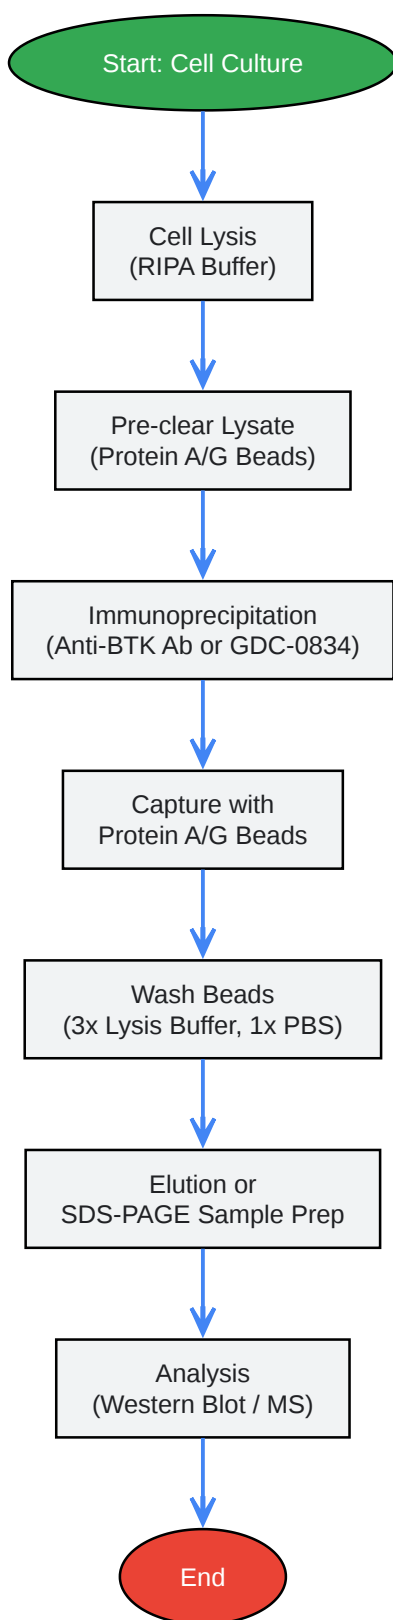 Start: Cell Culture
Cell Lysis
(RIPA Buffer)
Pre-clear Lysate
(Protein A/G Beads)
Immunoprecipitation
(Anti-BTK Ab or GDC-0834)
Capture with
Protein A/G Beads
Wash Beads
(3x Lysis Buffer, 1x PBS)
Elution or
SDS-PAGE Sample Prep
Analysis
(Western Blot / MS)
End